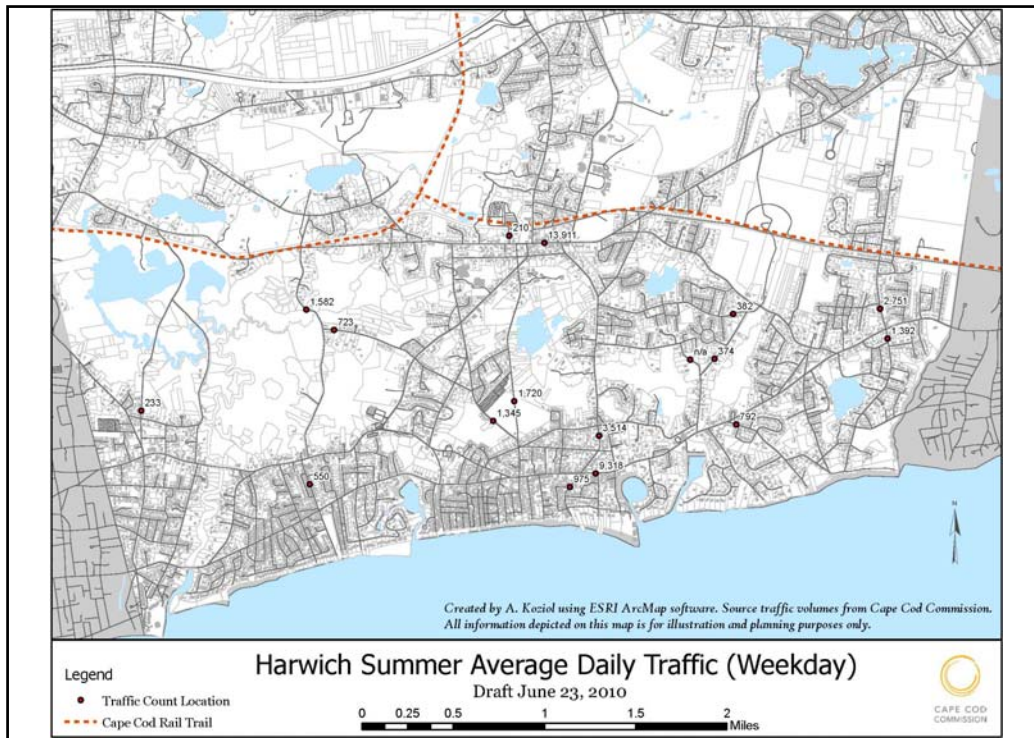 210
13,911
1,582
723
382
2,751
1,392
n/a
374
233
1,720
1,345
792
3,514
9,318
975
550
N
Created by A. Koziol using ESRI ArcMap software. Source traffic volumes from Cape Cod Commission.
All information depicted on this map is for illustration and planning purposes only.
Harwich Summer Average Daily Traffic (Weekday)
Draft June 23, 2010
Legend
Traffic Count Location
Cape Cod Rail Trail
0 0.25 0.5 1 1.5 2
Miles
CAPE COD
COMMISSION